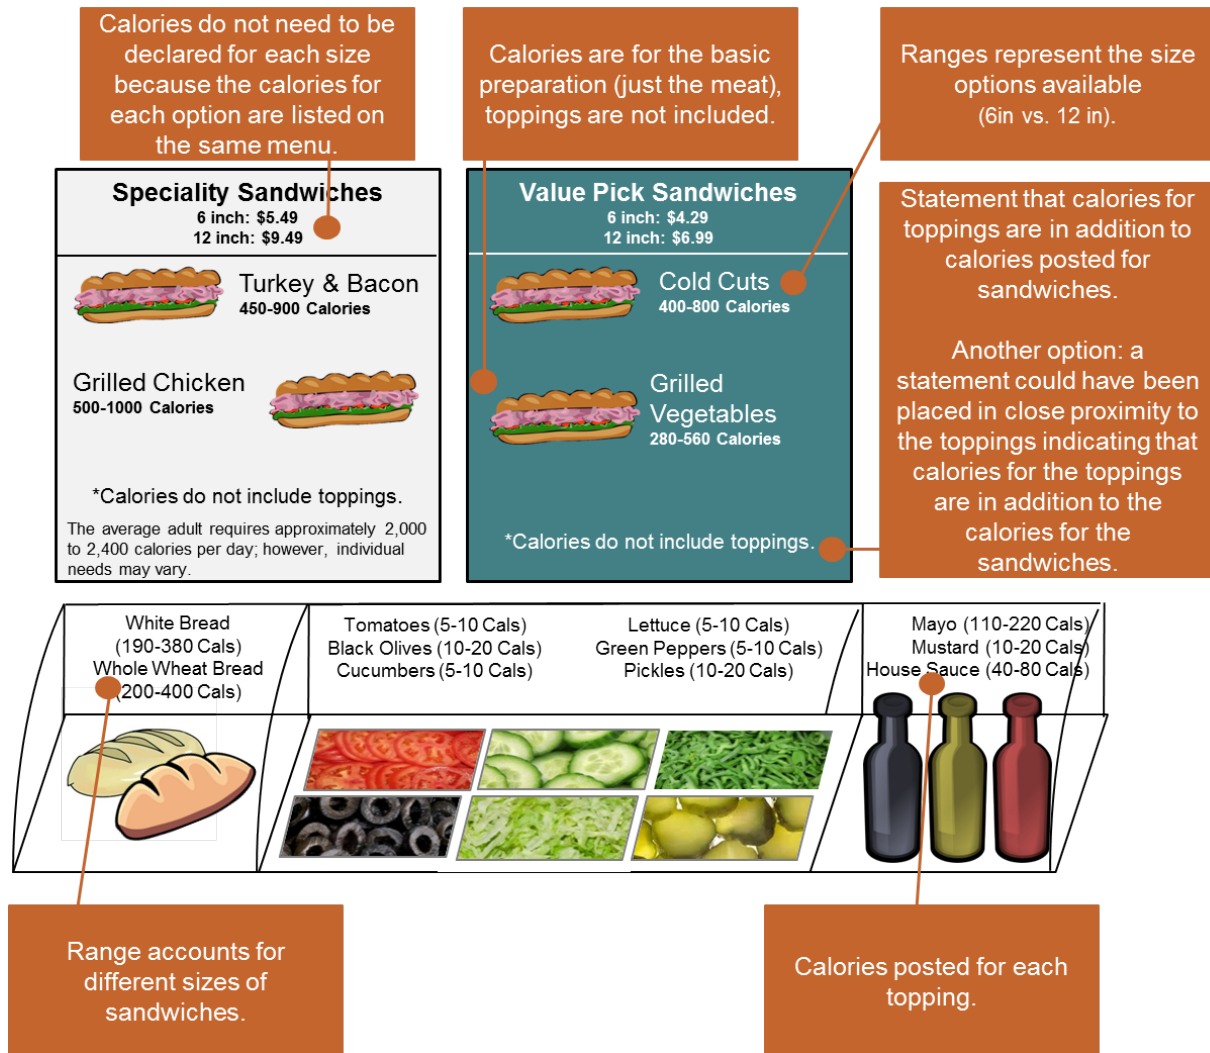 Calories do not need to be
declared for each size
because the calories for
each option are listed on
the same menu.
Calories are for the basic
preparation (just the meat),
toppings are not included.
Ranges represent the size
options available
(6in vs. 12 in).
Speciality Sandwiches
6 inch: $5.49
12 inch: $9.49
Turkey & Bacon
450-900 Calories
Grilled Chicken
500-1000 Calories
*Calories do not include toppings.
The average adult requires approximately 2,000
to 2,400 calories per day; however, individual
needs may vary.
Value Pick Sandwiches
6 inch: $4.29
12 inch: $6.99
Cold Cuts
400-800 Calories
Grilled
Vegetables
280-560 Calories
*Calories do not include toppings.
Statement that calories for
toppings are in addition to
calories posted for
sandwiches.
Another option: a
statement could have been
placed in close proximity to
the toppings indicating that
calories for the toppings
are in addition to the
calories for the
sandwiches.
White Bread
(190-380 Cals)
Whole Wheat Bread
(200-400 Cals)
Tomatoes (5-10 Cals)
Black Olives (10-20 Cals)
Cucumbers (5-10 Cals)
Lettuce (5-10 Cals)
Green Peppers (5-10 Cals)
Pickles (10-20 Cals)
Mayo (110-220 Cals)
Mustard (10-20 Cals)
House Sauce (40-80 Cals)
Range accounts for
different sizes of
sandwiches.
Calories posted for each
topping.